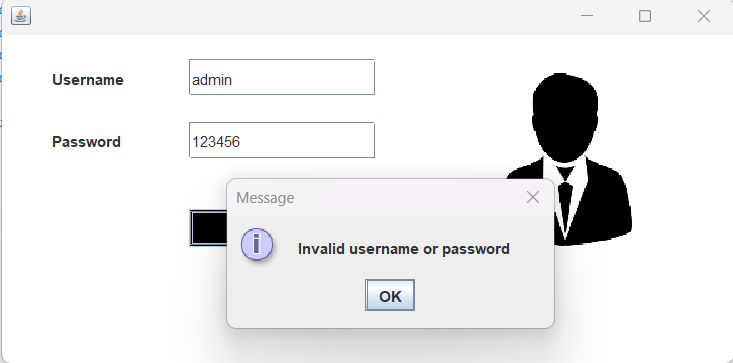 Username
admin
Password
123456
Message
i
Invalid username or password
OK